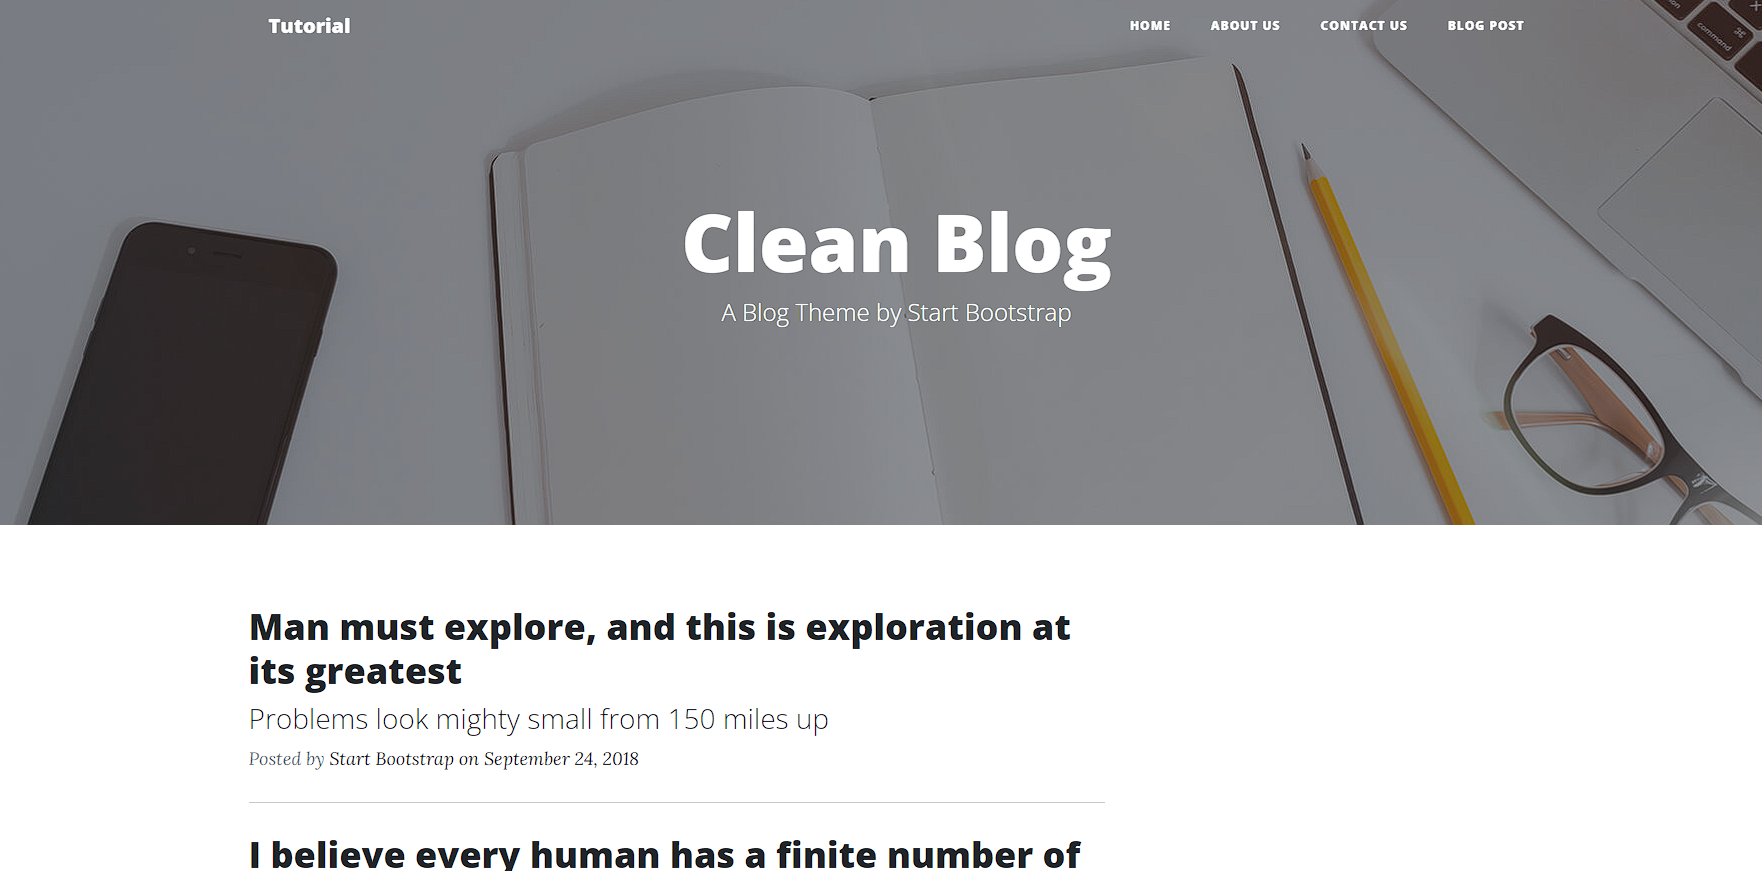 Tutorial
HOME ABOUT US CONTACT US BLOG POST
command
Clean Blog
A Blog Theme by Start Bootstrap
Man must explore, and this is exploration at
its greatest
Problems look mighty small from 150 miles up
Posted by Start Bootstrap on September 24, 2018
I believe every human has a finite number of